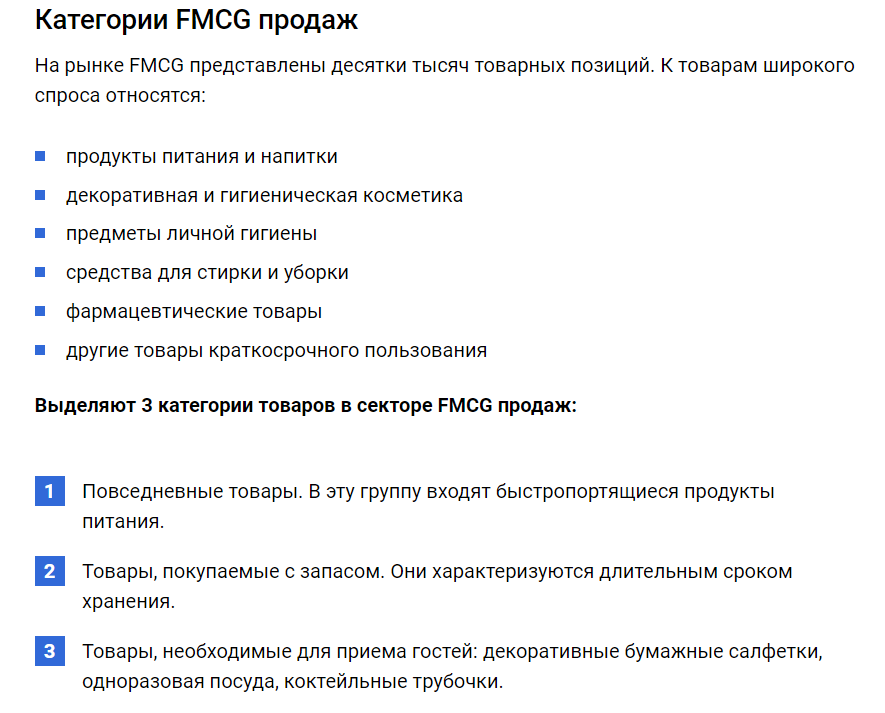 Категории FMCG продаж
На рынке FMCG представлены десятки тысяч товарных позиций. К товарам широкого
спроса относятся:
продукты питания и напитки
декоративная и гигиеническая косметика
предметы личной гигиены
средства для стирки и уборки
фармацевтические товары
другие товары краткосрочного пользования
Выделяют 3 категории товаров в секторе FMCG продаж:
1 Повседневные товары. В эту группу входят быстропортящиеся продукты
питания.
2 Товары, покупаемые с запасом. Они характеризуются длительным сроком
хранения.
3 Товары, необходимые для приема гостей: декоративные бумажные салфетки,
одноразовая посуда, коктейльные трубочки.